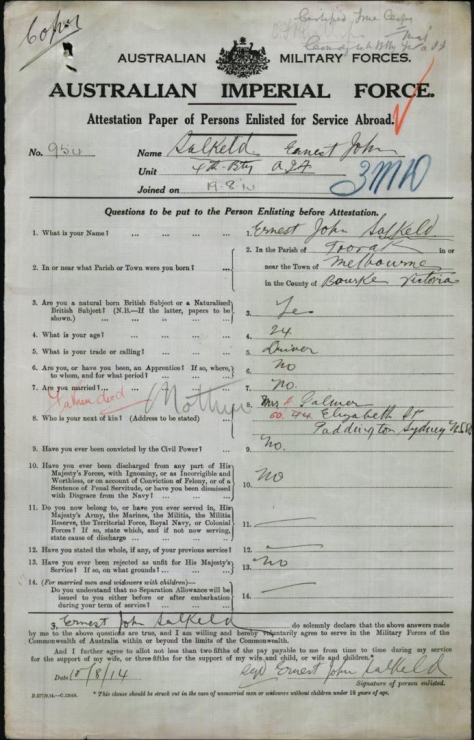 Copy
Certified True Copy
AUSTRALIAN MILITARY FORCES.
AUSTRALIAN IMPERIAL FORCE.
Attestation Paper of Persons Enlisted for Service Abroad.
No. 954 Name Salkeld Ernest John
Unit 4th Bty A.I.F
Joined on 19.8.14
Questions to be put to the Person Enlisting before Attestation.
1. What is your Name? ... ... ... ... 1. Ernest John Salkeld
2. In or near what Parish or Town were you born? ... 2. In the Parish of Toorak in or
near the Town of Melbourne
in the County of Bourke Victoria
3. Are you a natural born British Subject or a Naturalised
British Subject? (N.B.—If the latter, papers to be
shown.) ... ... ... ... 3. Yes
4. What is your age? ... ... ... ... 4. 24
5. What is your trade or calling? ... ... ... 5. Driver
6. Are you, or have you been, an Apprentice? If so, where,
to whom, and for what period? ... ... ... 6. No
7. Are you married? ... ... ... ... 7. No.
Father dead Mother
8. Who is your next of kin? (Address to be stated) ... 8. Mrs Palmer
44 Elizabeth St
Paddington Sydney N.S.W
9. Have you ever been convicted by the Civil Power? ... 9. No.
10. Have you ever been discharged from any part of His
Majesty's Forces, with Ignominy, or as Incorrigible and
Worthless, or on account of Conviction of Felony, or of a
Sentence of Penal Servitude, or have you been dismissed
with Disgrace from the Navy? ... ... ... 10. No
11. Do you now belong to, or have you ever served in, His
Majesty's Army, the Marines, the Militia, the Militia
Reserve, the Territorial Force, Royal Navy, or Colonial
Forces? If so, state which, and if not now serving,
state cause of discharge ... ... ... 11. —
12. Have you stated the whole, if any, of your previous service? 12. —
13. Have you ever been rejected as unfit for His Majesty's
Service? If so, on what grounds? ... ... ... 13. No
14. (For married men and widowers with children)—
Do you understand that no Separation Allowance will be
issued to you either before or after embarkation
during your term of service? ... ... ... 14. —
I, Ernest John Salkeld do solemnly declare that the above answers made
by me to the above questions are true, and I am willing and hereby voluntarily agree to serve in the Military Forces of the
Commonwealth of Australia within or beyond the limits of the Commonwealth.
And I further agree to allot not less than two-fifths of the pay payable to me from time to time during my service
for the support of my wife, or three-fifths for the support of my wife and child, or wife and children.*
Date 15/8/14 Sgd Ernest John Salkeld
Signature of person enlisted.
* This clause should be struck out in the case of unmarried men or widowers without children under 18 years of age.